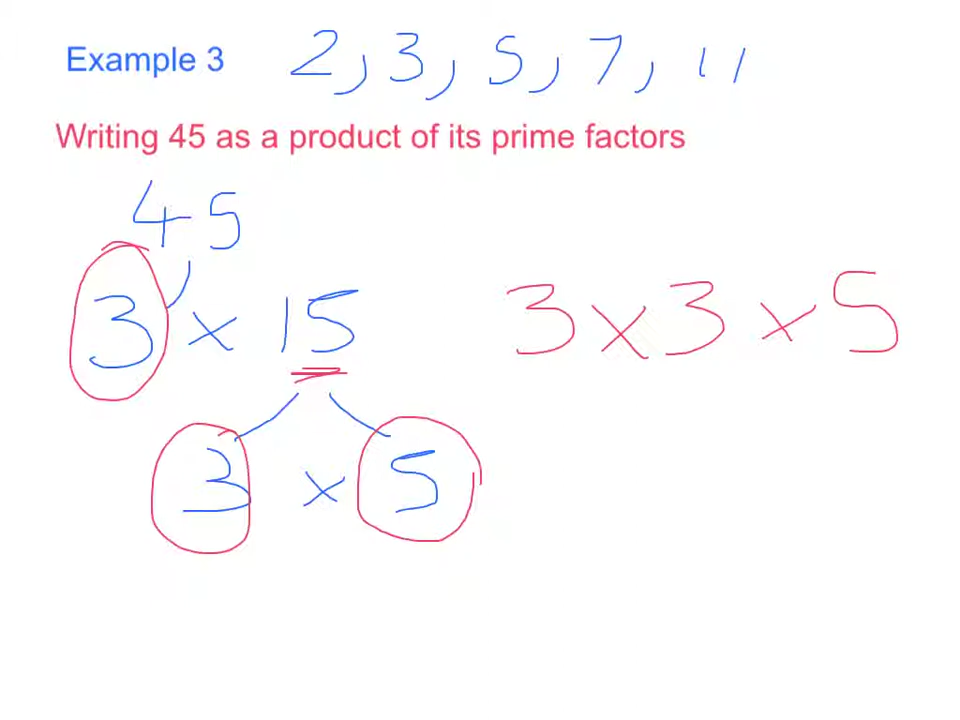 Example 3 2, 3, 5, 7, 11
Writing 45 as a product of its prime factors
45
3 × 15 3 × 3 × 5
3 × 5